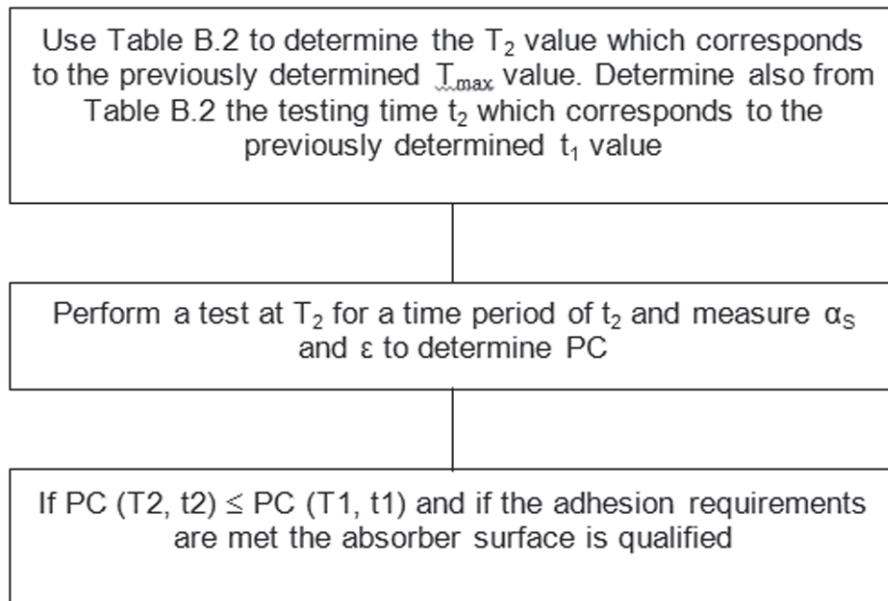 Use Table B.2 to determine the T₂ value which corresponds
to the previously determined Tₘₐₓ value. Determine also from
Table B.2 the testing time t₂ which corresponds to the
previously determined t₁ value
Perform a test at T₂ for a time period of t₂ and measure αS
and ε to determine PC
If PC (T2, t2) ≤ PC (T1, t1) and if the adhesion requirements
are met the absorber surface is qualified